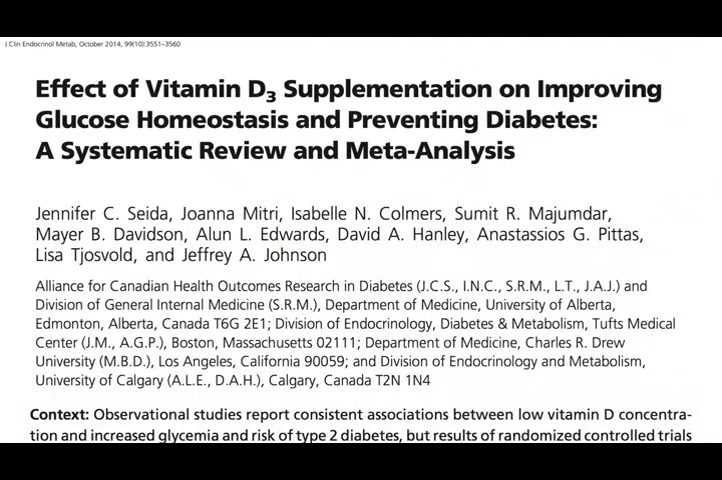 J Clin Endocrinol Metab, October 2014, 99(10):3551–3560
Effect of Vitamin D₃ Supplementation on Improving
Glucose Homeostasis and Preventing Diabetes:
A Systematic Review and Meta-Analysis
Jennifer C. Seida, Joanna Mitri, Isabelle N. Colmers, Sumit R. Majumdar,
Mayer B. Davidson, Alun L. Edwards, David A. Hanley, Anastassios G. Pittas,
Lisa Tjosvold, and Jeffrey A. Johnson
Alliance for Canadian Health Outcomes Research in Diabetes (J.C.S., I.N.C., S.R.M., L.T., J.A.J.) and
Division of General Internal Medicine (S.R.M.), Department of Medicine, University of Alberta,
Edmonton, Alberta, Canada T6G 2E1; Division of Endocrinology, Diabetes & Metabolism, Tufts Medical
Center (J.M., A.G.P.), Boston, Massachusetts 02111; Department of Medicine, Charles R. Drew
University (M.B.D.), Los Angeles, California 90059; and Division of Endocrinology and Metabolism,
University of Calgary (A.L.E., D.A.H.), Calgary, Canada T2N 1N4
Context: Observational studies report consistent associations between low vitamin D concentra-
tion and increased glycemia and risk of type 2 diabetes, but results of randomized controlled trials